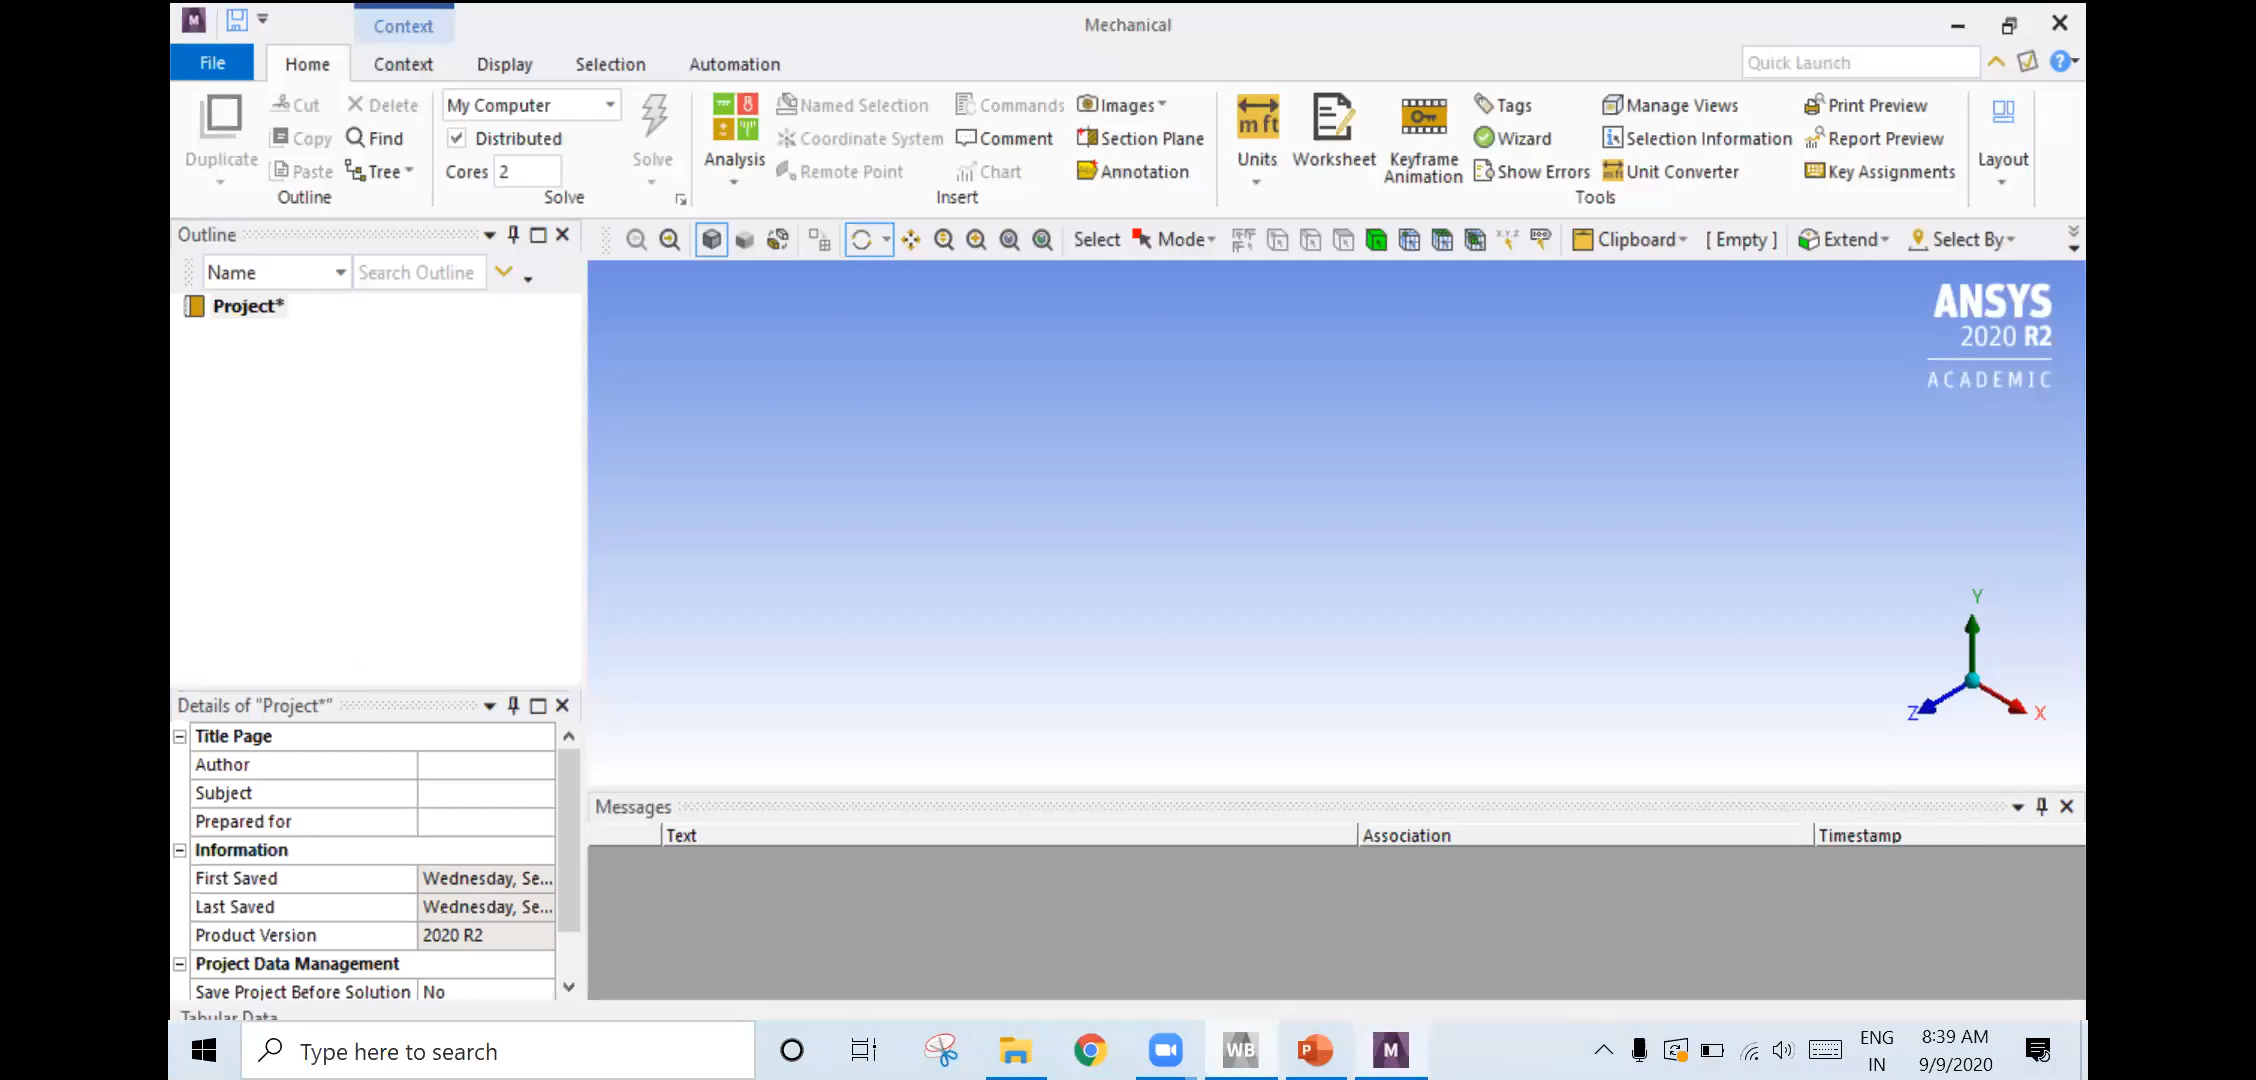 M
Context
Mechanical
File
Home
Context
Display
Selection
Automation
Quick Launch
?
Duplicate
Cut
Copy
Paste
Delete
Find
Tree
Outline
My Computer
Distributed
Cores 2
Solve
Solve
Analysis
Named Selection
Coordinate System
Remote Point
Commands
Comment
Chart
Images
Section Plane
Annotation
Insert
m ft
Units
Worksheet
Keyframe
Animation
Tags
Wizard
Show Errors
Manage Views
Selection Information
Unit Converter
Print Preview
Report Preview
Key Assignments
Tools
Layout
Outline
Select
Mode
Clipboard
[ Empty ]
Extend
Select By
Name
Search Outline
Project*
ANSYS
2020 R2
ACADEMIC
Y
Z
X
Details of "Project*"
Title Page
Author
Subject
Prepared for
Information
First Saved Wednesday, Se...
Last Saved Wednesday, Se...
Product Version 2020 R2
Project Data Management
Save Project Before Solution No
Tabular Data
Messages
Text
Association
Timestamp
Type here to search
WB
P
M
ENG
IN
8:39 AM
9/9/2020